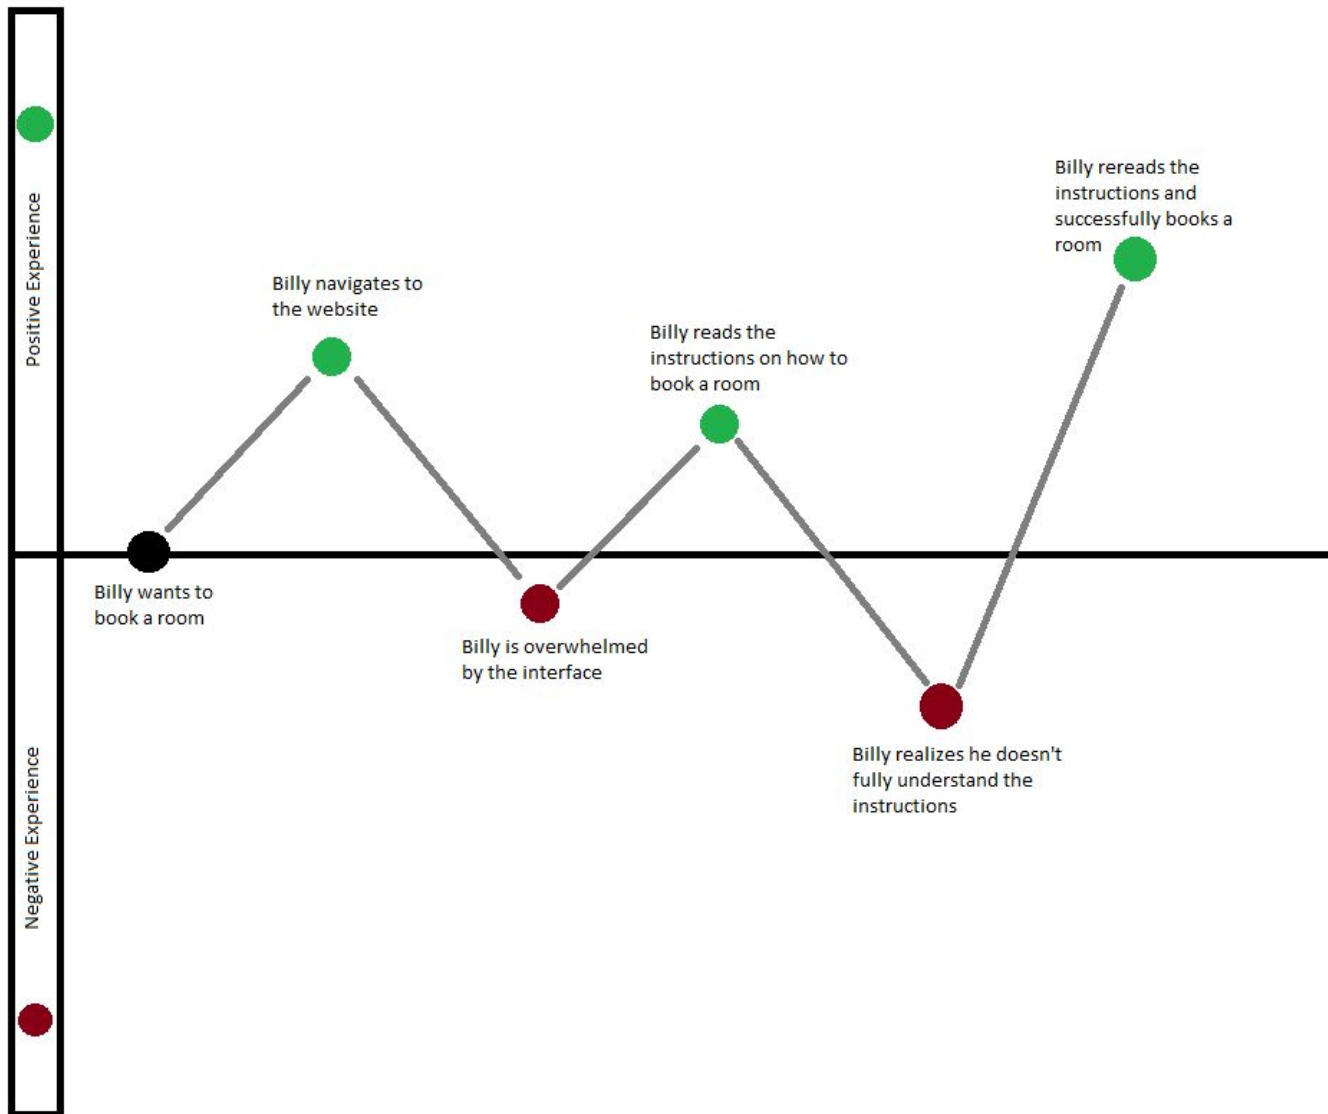 Positive Experience
Negative Experience
Billy wants to
book a room
Billy navigates to
the website
Billy is overwhelmed
by the interface
Billy reads the
instructions on how to
book a room
Billy realizes he doesn't
fully understand the
instructions
Billy rereads the
instructions and
successfully books a
room